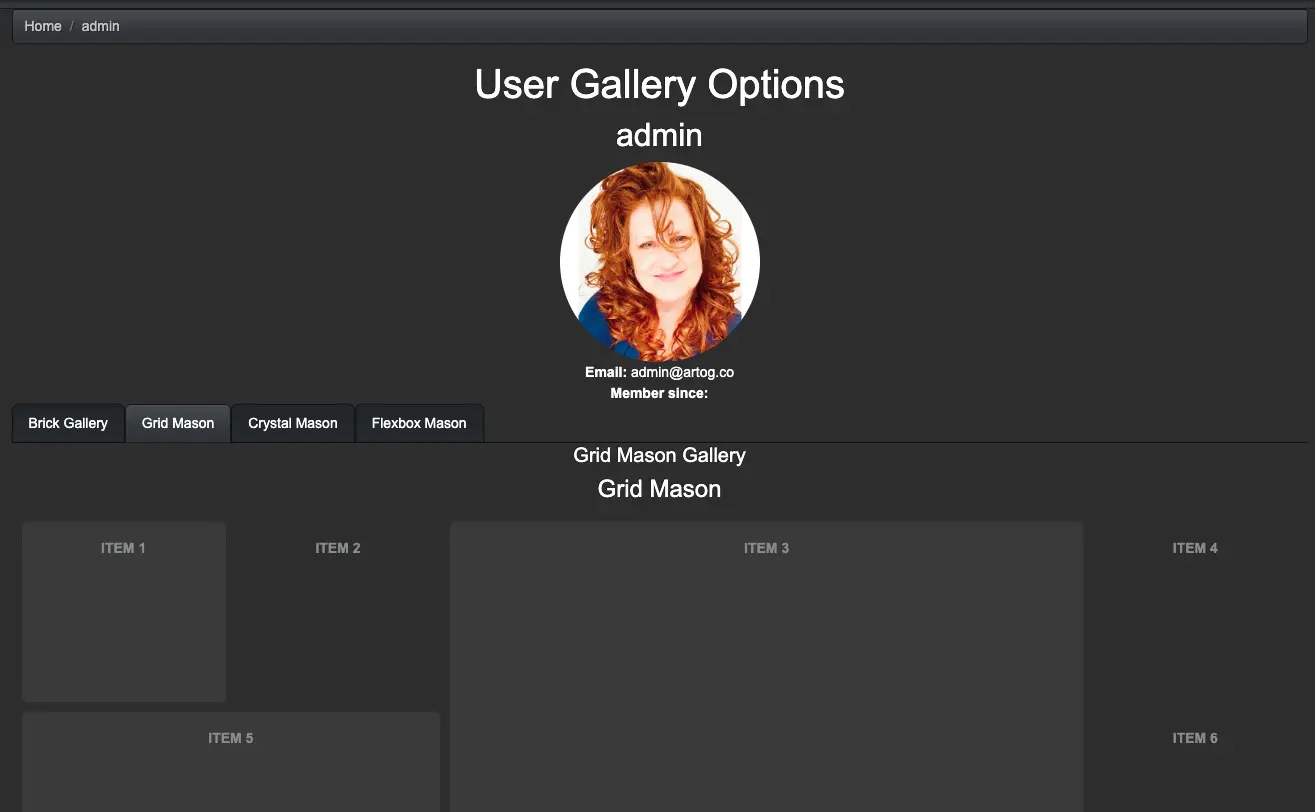 Home / admin
User Gallery Options
admin
Email: admin@artog.co
Member since:
Brick Gallery Grid Mason Crystal Mason Flexbox Mason
Grid Mason Gallery
Grid Mason
ITEM 1 ITEM 2 ITEM 3 ITEM 4
ITEM 5 ITEM 6